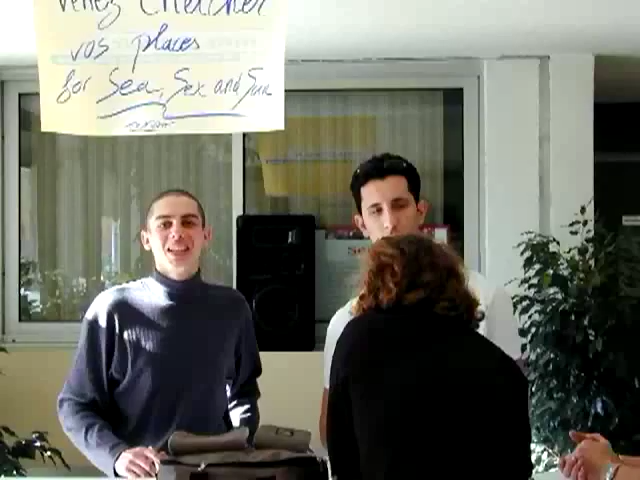 Venez Chercher
vos places
for Sea, Sex and Sun